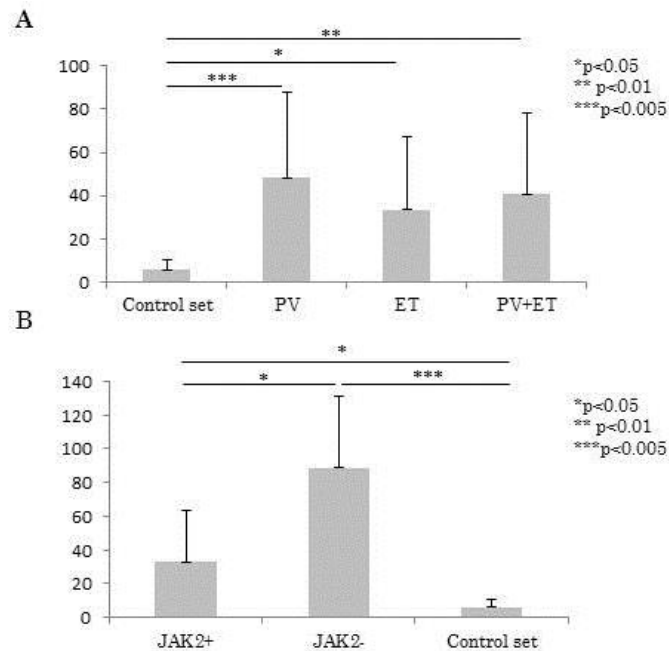 A
**
*
***
*p<0.05
** p<0.01
***p<0.005
100
80
60
40
20
0
Control set PV ET PV+ET
B
*
* ***
*p<0.05
** p<0.01
***p<0.005
140
120
100
80
60
40
20
0
JAK2+ JAK2- Control set